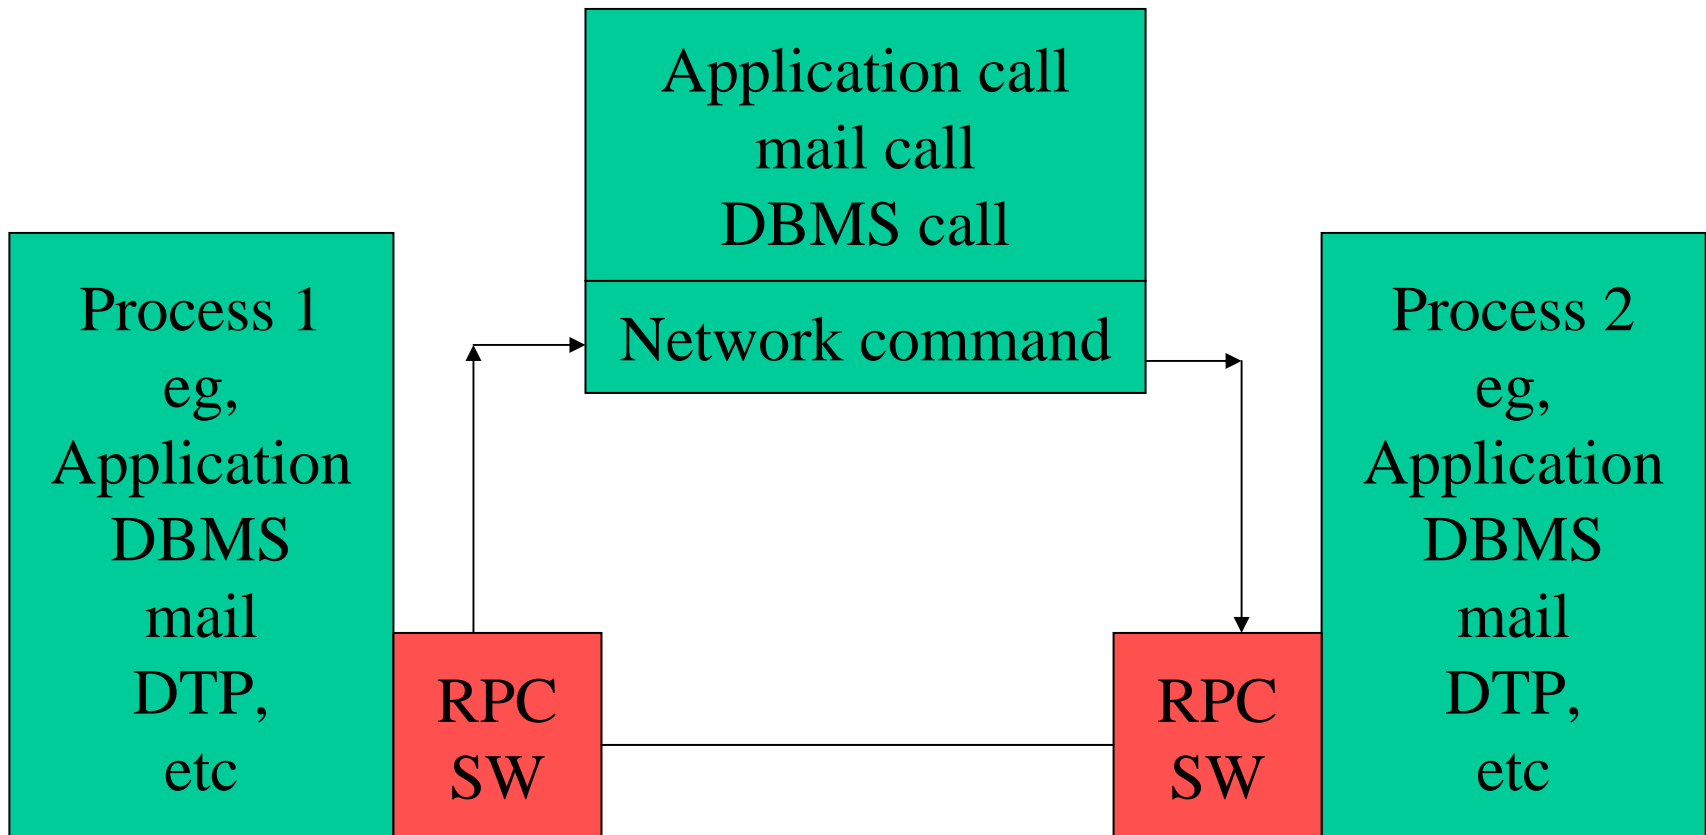 Application call
mail call
DBMS call
Network command
Process 1
eg,
Application
DBMS
mail
DTP,
etc
RPC
SW
RPC
SW
Process 2
eg,
Application
DBMS
mail
DTP,
etc